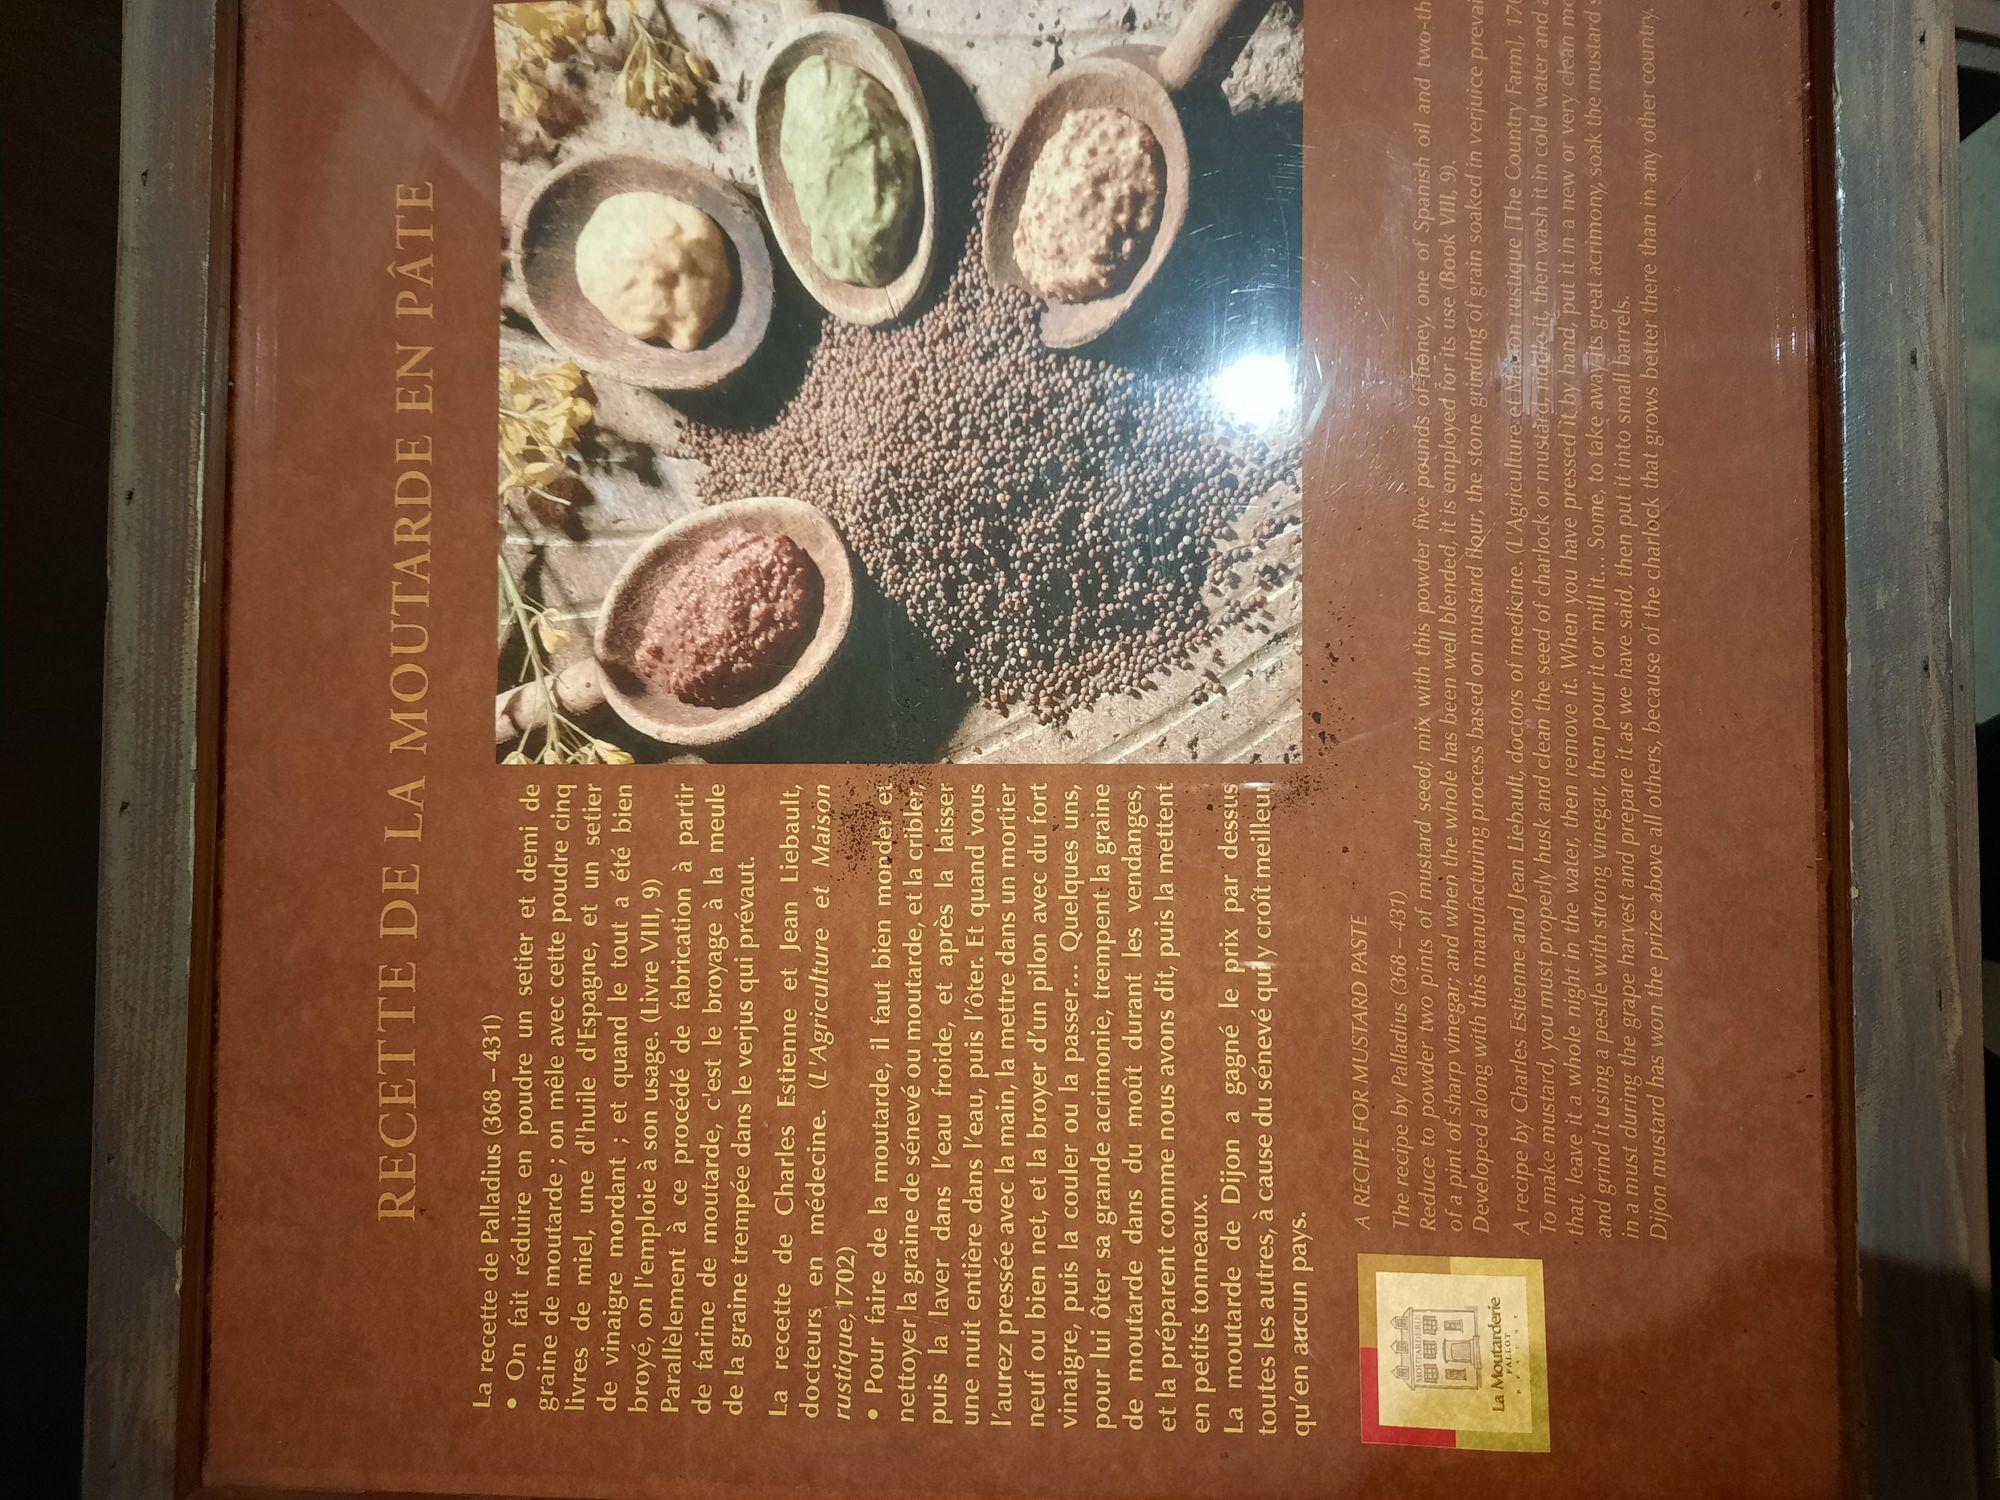 RECETTE DE LA MOUTARDE EN PÂTE
La recette de Palladius (368 – 431)
• On fait réduire en poudre un setier et demi de
graine de moutarde ; on mêle avec cette poudre cinq
livres de miel, une d'huile d'Espagne, et un setier
de vinaigre mordant ; et quand le tout a été bien
broyé, on l'emploie à son usage. (Livre VIII, 9)
Parallèlement à ce procédé de fabrication à partir
de farine de moutarde, c'est le broyage à la meule
de la graine trempée dans le verjus qui prévaut.
La recette de Charles Estienne et Jean Liebault,
docteurs en médecine. (L'Agriculture et Maison
rustique,1702)
• Pour faire de la moutarde, il faut bien monder et
nettoyer la graine de sénevé ou moutarde, et la cribler,
puis la laver dans l'eau froide, et après la laisser
une nuit entière dans l'eau, puis l'ôter. Et quand vous
l'aurez pressée avec la main, la mettre dans un mortier
neuf ou bien net, et la broyer d'un pilon avec du fort
vinaigre, puis la couler ou la passer... Quelques uns,
pour lui ôter sa grande acrimonie, trempent la graine
de moutarde dans du moût durant les vendanges,
et la préparent comme nous avons dit, puis la mettent
en petits tonneaux.
La moutarde de Dijon a gagné le prix par dessus
toutes les autres, à cause du sénevé qui y croît meilleur
qu'en aucun pays.
A RECIPE FOR MUSTARD PASTE
The recipe by Palladius (368 – 431)
Reduce to powder two pints of mustard seed; mix with this powder five pounds of honey, one of Spanish oil and
of a pint of sharp vinegar; and when the whole has been well blended, it is employed for its use (Book VIII, 9).
Developed along with this manufacturing process based on mustard flour, the stone grinding of grain soaked in verjuice
A recipe by Charles Estienne and Jean Liebault, doctors of medicine. (L'Agriculture et Maison rustique [The Country Farm],
To make mustard, you must properly husk and clean the seed of charlock or mustard, riddle it, then wash it in cold water and
that, leave it a whole night in the water, then remove it. When you have pressed it by hand, put it in a new or very clean
and grind it using a pestle with strong vinegar, then pour it or mill it.... Some, to take away its great acrimony, soak the mustard
in a must during the grape harvest and prepare it as we have said, then put it into small barrels.
Dijon mustard has won the prize above all others, because of the charlock that grows better there than in any other country.
MOUTARDERIE
La Moutarderie
FALLOT